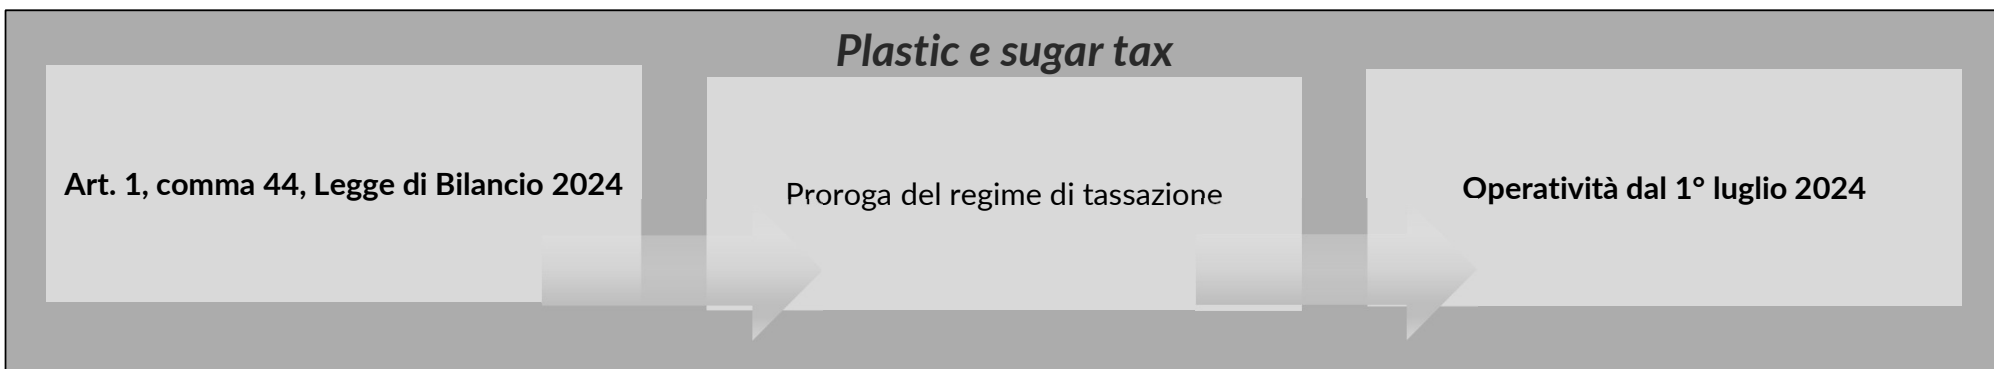 Plastic e sugar tax
Art. 1, comma 44, Legge di Bilancio 2024
Proroga del regime di tassazione
Operatività dal 1° luglio 2024